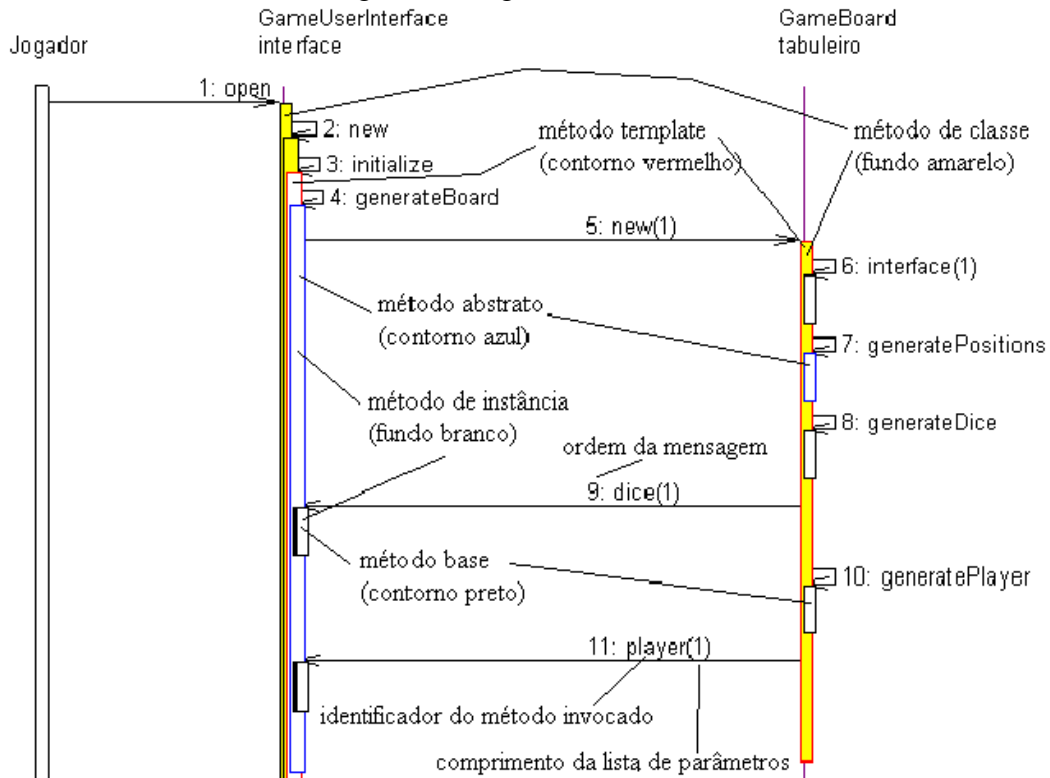 GameUserInterface
GameBoard
Jogador
interface
tabuleiro
1: open
2: new
método template
método de classe
3: initialize
(contorno vermelho)
(fundo amarelo)
4: generateBoard
5: new(1)
6: interface(1)
método abstrato
(contorno azul)
7: generatePositions
método de instância
(fundo branco)
8: generateDice
ordem da mensagem
9: dice(1)
método base
(contorno preto)
10: generatePlayer
11: player(1)
identificador do método invocado
comprimento da lista de parâmetros